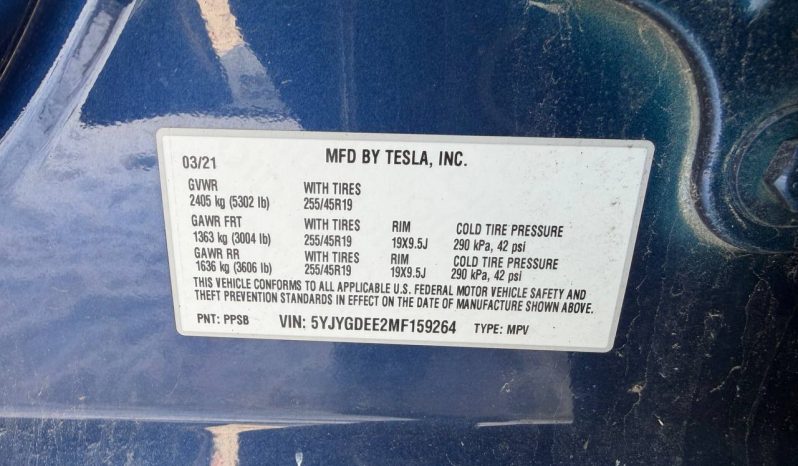 03/21 MFD BY TESLA, INC.
GVWR WITH TIRES
2405 kg (5302 lb) 255/45R19
GAWR FRT WITH TIRES RIM COLD TIRE PRESSURE
1363 kg (3004 lb) 255/45R19 19X9.5J 290 kPa, 42 psi
GAWR RR WITH TIRES RIM COLD TIRE PRESSURE
1636 kg (3606 lb) 255/45R19 19X9.5J 290 kPa, 42 psi
THIS VEHICLE CONFORMS TO ALL APPLICABLE U.S. FEDERAL MOTOR VEHICLE SAFETY AND
THEFT PREVENTION STANDARDS IN EFFECT ON THE DATE OF MANUFACTURE SHOWN ABOVE.
PNT: PPSB VIN: 5YJYGDEE2MF159264 TYPE: MPV